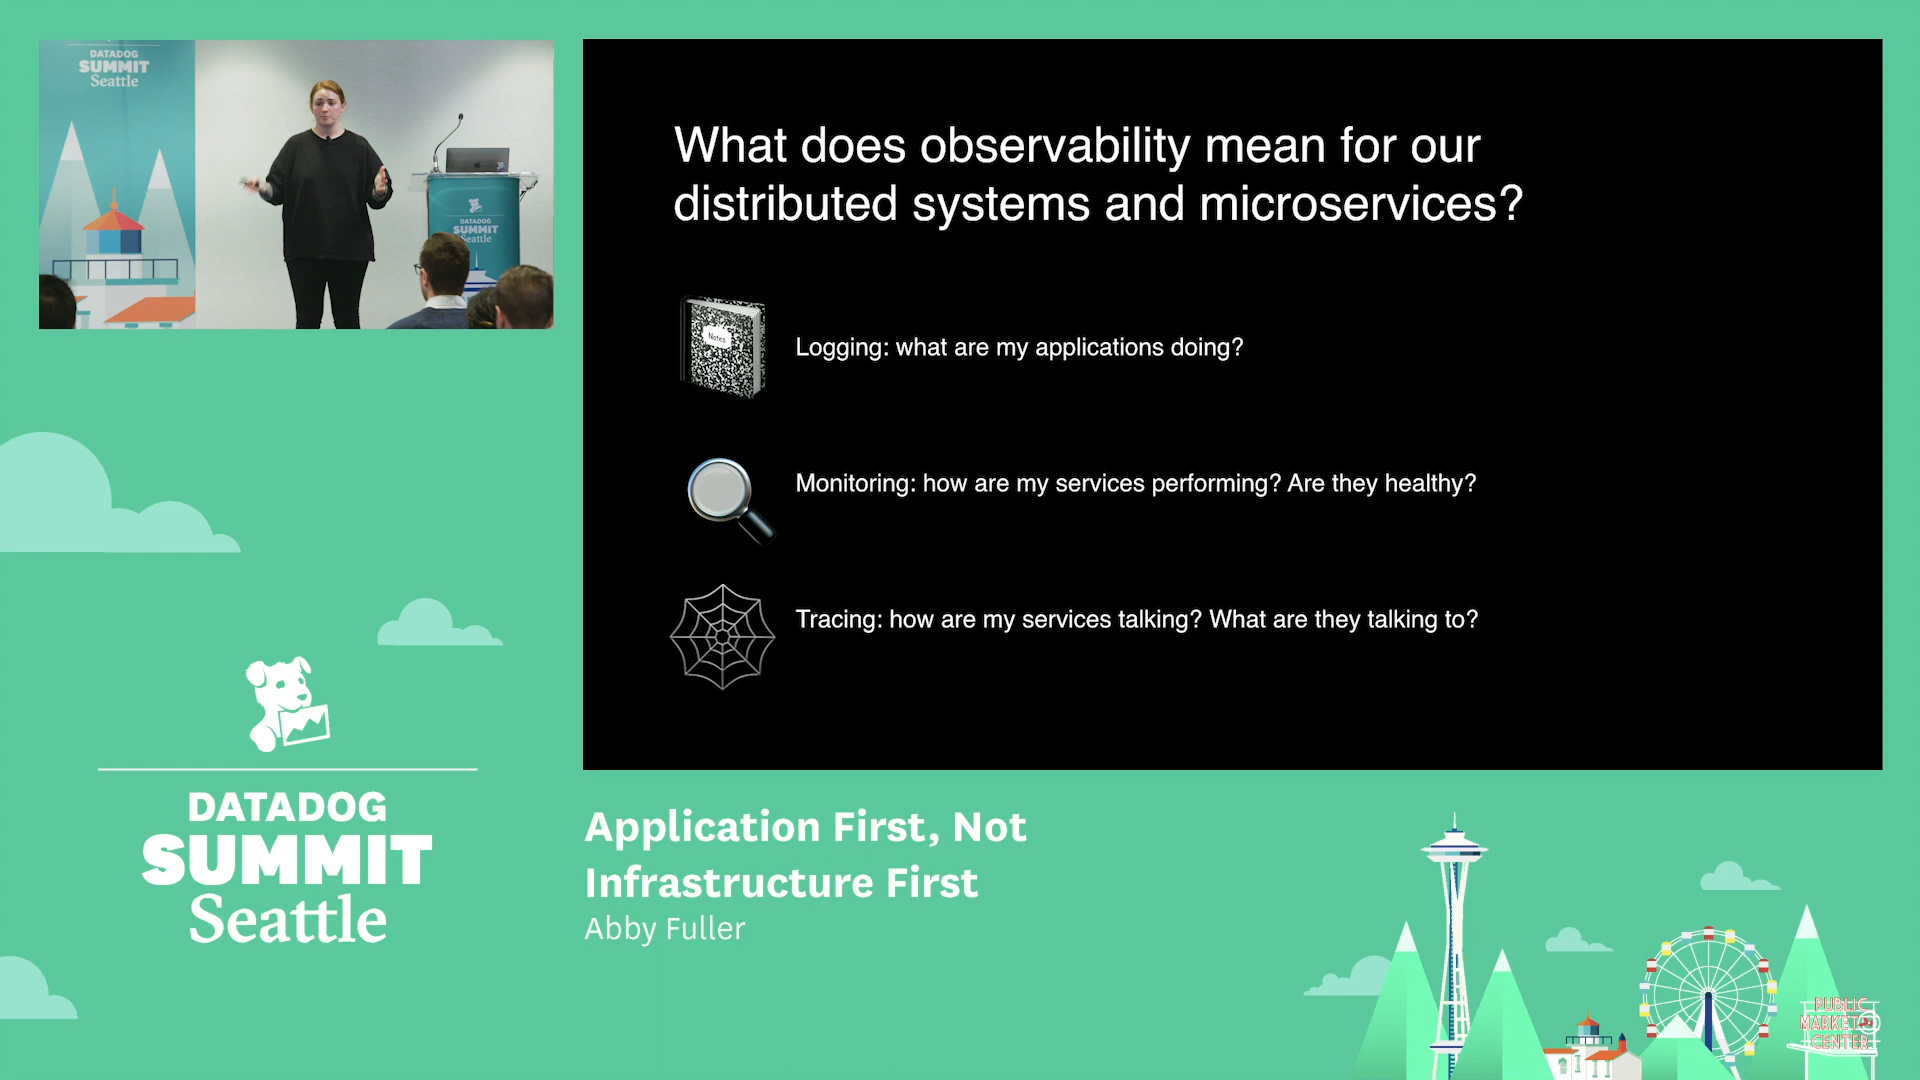 DATADOG
SUMMIT
Seattle
DATADOG
SUMMIT
Seattle
What does observability mean for our
distributed systems and microservices?
Notes
Logging: what are my applications doing?
Monitoring: how are my services performing? Are they healthy?
Tracing: how are my services talking? What are they talking to?
DATADOG
SUMMIT
Seattle
Application First, Not
Infrastructure First
Abby Fuller
PUBLIC
MARKET
CENTER